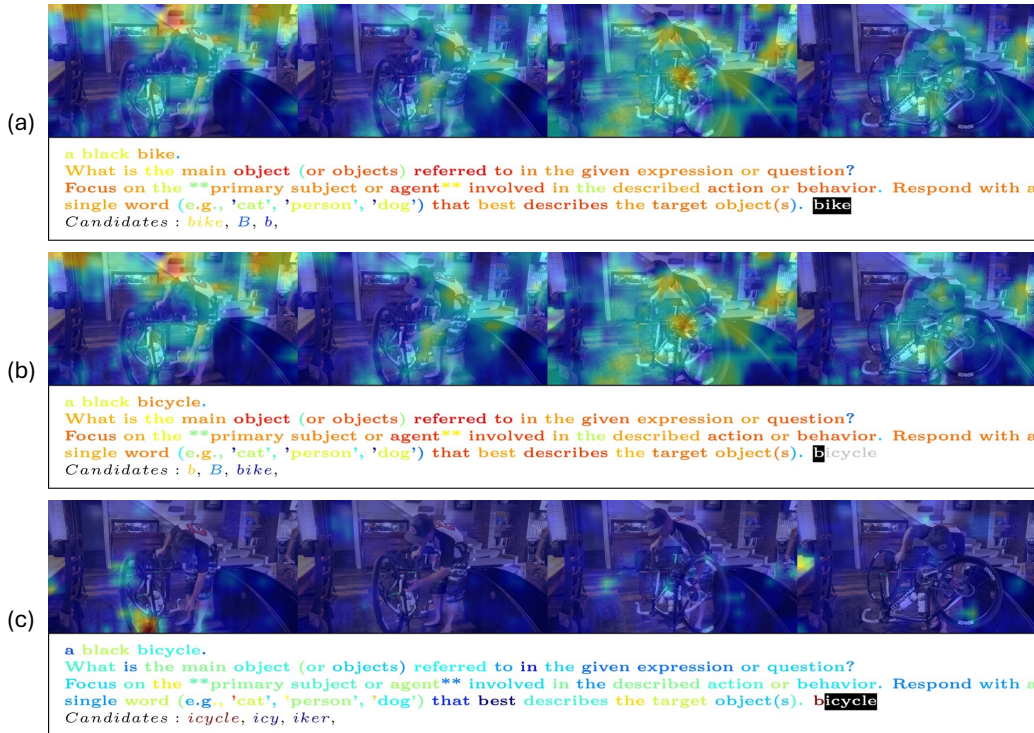 (a)
a black bike.
What is the main object (or objects) referred to in the given expression or question?
Focus on the **primary subject or agent** involved in the described action or behavior. Respond with a
single word (e.g., 'cat', 'person', 'dog') that best describes the target object(s). bike
Candidates : bike, B, b,
(b)
a black bicycle.
What is the main object (or objects) referred to in the given expression or question?
Focus on the **primary subject or agent** involved in the described action or behavior. Respond with a
single word (e.g., 'cat', 'person', 'dog') that best describes the target object(s). bicycle
Candidates : b, B, bike,
(c)
a black bicycle.
What is the main object (or objects) referred to in the given expression or question?
Focus on the **primary subject or agent** involved in the described action or behavior. Respond with a
single word (e.g., 'cat', 'person', 'dog') that best describes the target object(s). bicycle
Candidates : icycle, icy, iker,